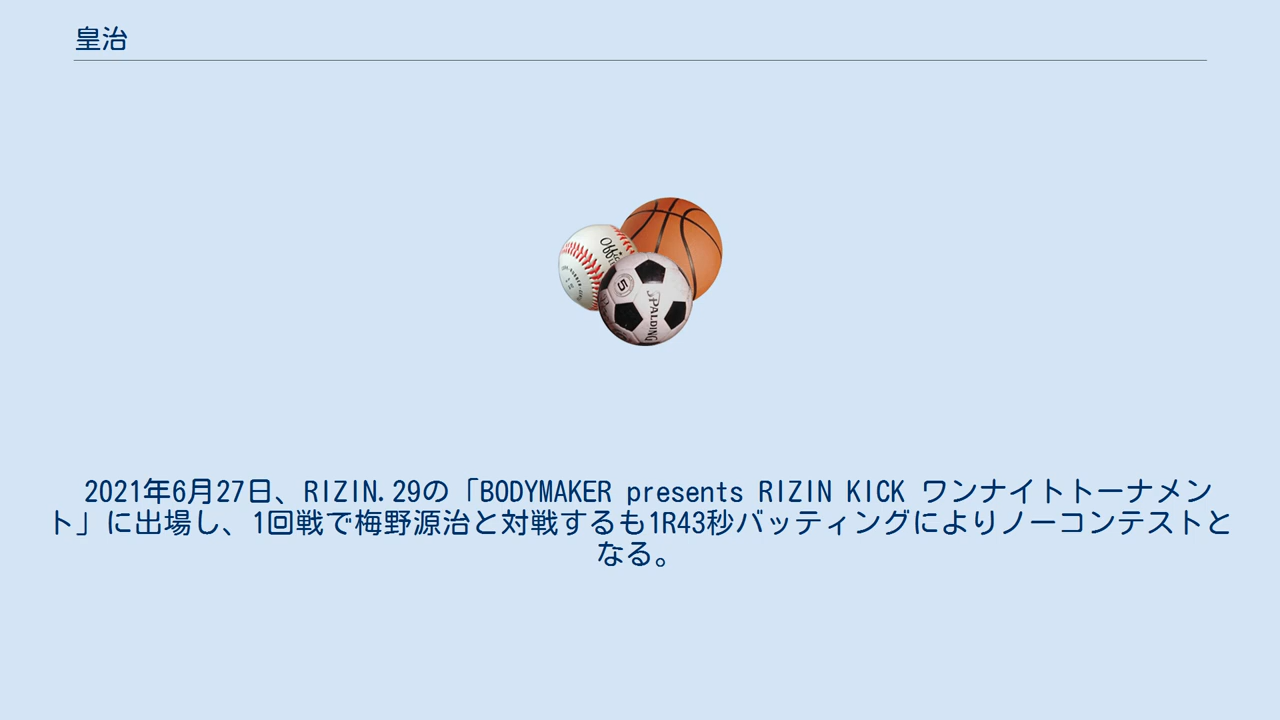 皇治
Offic
5
SPALDING
2021年6月27日、RIZIN.29の「BODYMAKER presents RIZIN KICK ワンナイトトーナメン
ト」に出場し、1回戦で梅野源治と対戦するも1R43秒バッティングによりノーコンテストと
なる。